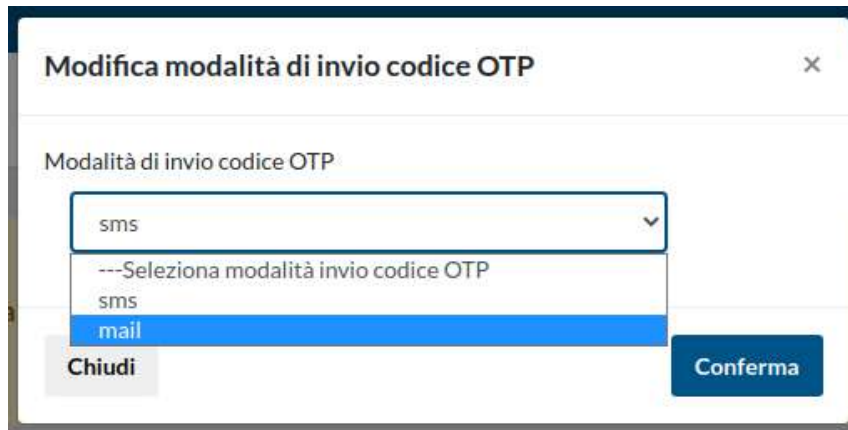 Modifica modalità di invio codice OTP
×
Modalità di invio codice OTP
sms
---Seleziona modalità invio codice OTP
sms
mail
Chiudi
Conferma